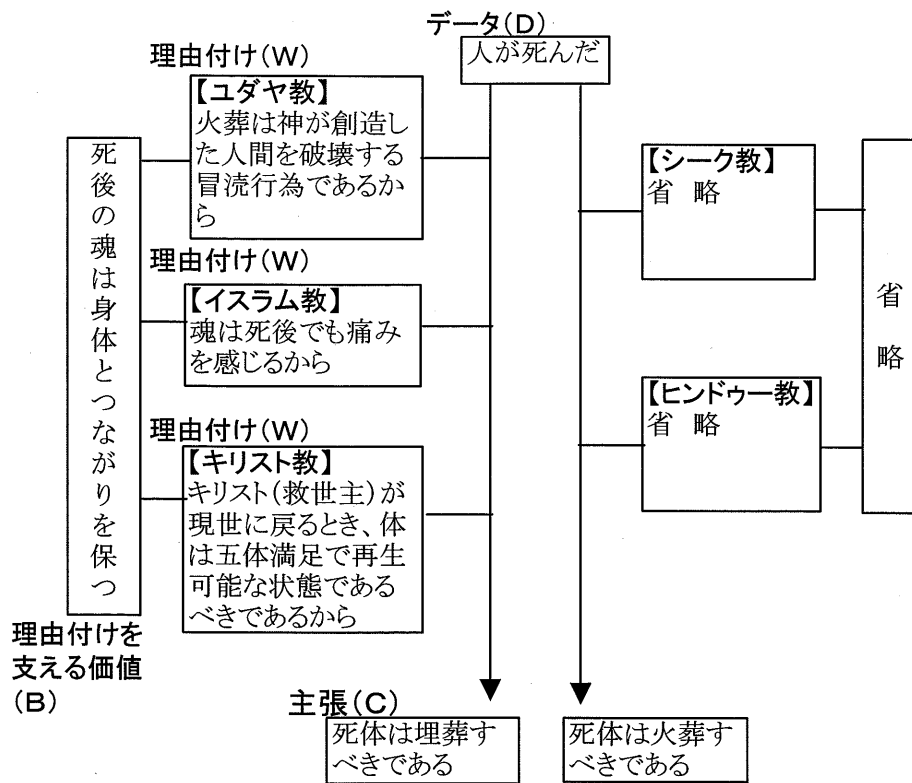 データ(D)
人が死んだ
理由付け(W)
【ユダヤ教】
火葬は神が創造し
た人間を破壊する
冒涜行為であるか
ら
理由付け(W)
【イスラム教】
魂は死後でも痛み
を感じるから
理由付け(W)
【キリスト教】
キリスト(救世主)が
現世に戻るとき、体
は五体満足で再生
可能な状態である
べきであるから
死後の魂は身体とつながりを保つ
理由付けを
支える価値
(B)
【シーク教】
省 略
【ヒンドゥー教】
省 略
省 略
主張(C)
死体は埋葬す
べきである
死体は火葬す
べきである